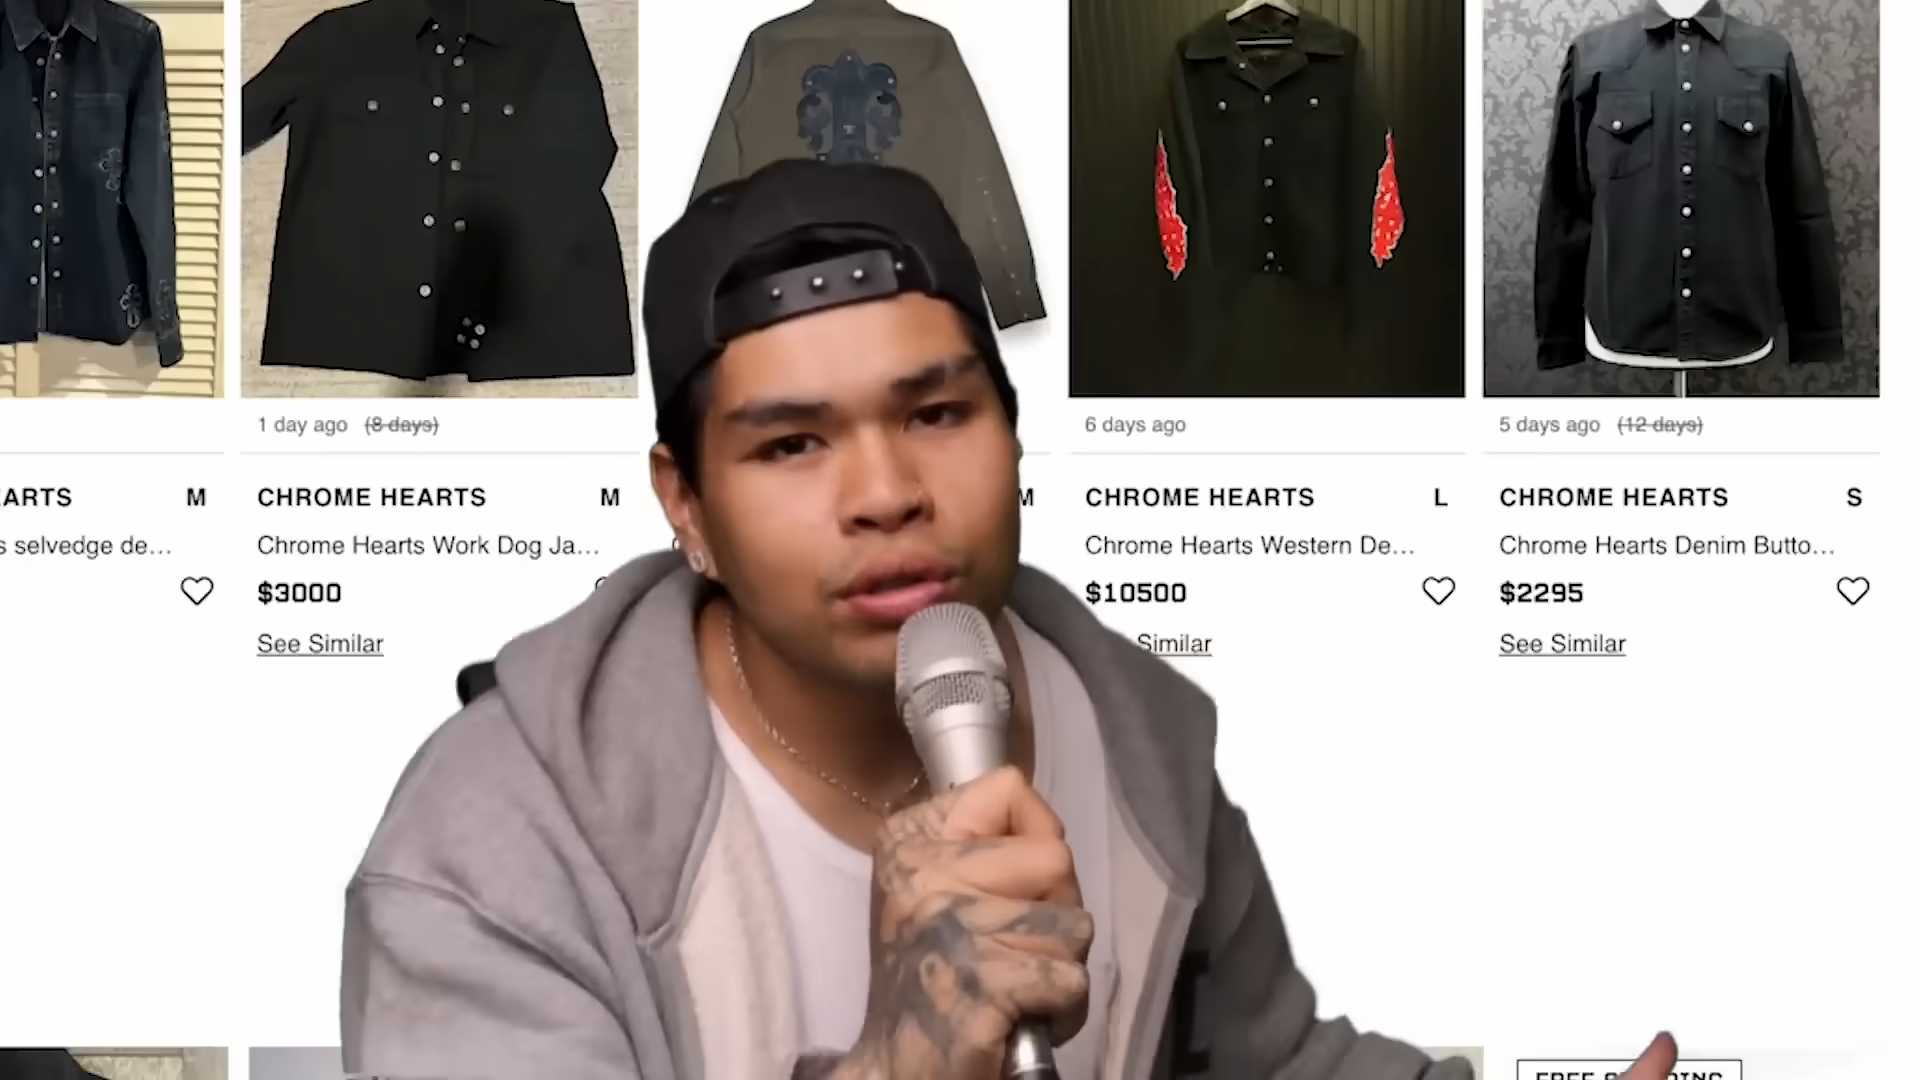 1 day ago (8 days)
6 days ago
5 days ago (12 days)
ARTS M
CHROME HEARTS M
M
CHROME HEARTS L
CHROME HEARTS S
s selvedge de...
Chrome Hearts Work Dog Ja...
Chrome Hearts Western De...
Chrome Hearts Denim Butto...
$3000
$10500
$2295
See Similar
Similar
See Similar
FREE